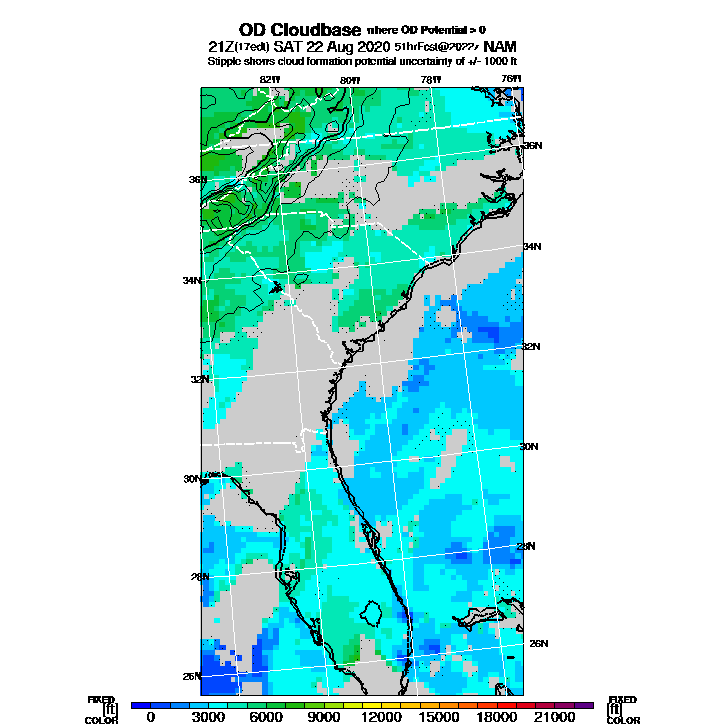 OD Cloudbase where OD Potential > 0
21Z(17edt) SAT 22 Aug 2020 51hrFcst@2022z NAM
Stipple shows cloud formation potential uncertainty of +/- 1000 ft
82W 80W 78W 76W
36N
36N
34N
34N
32N
32N
30N
30N
28N
28N
26N
26N
FIXED FIXED
[ft] [ft]
COLOR 0 3000 6000 9000 12000 15000 18000 21000 COLOR